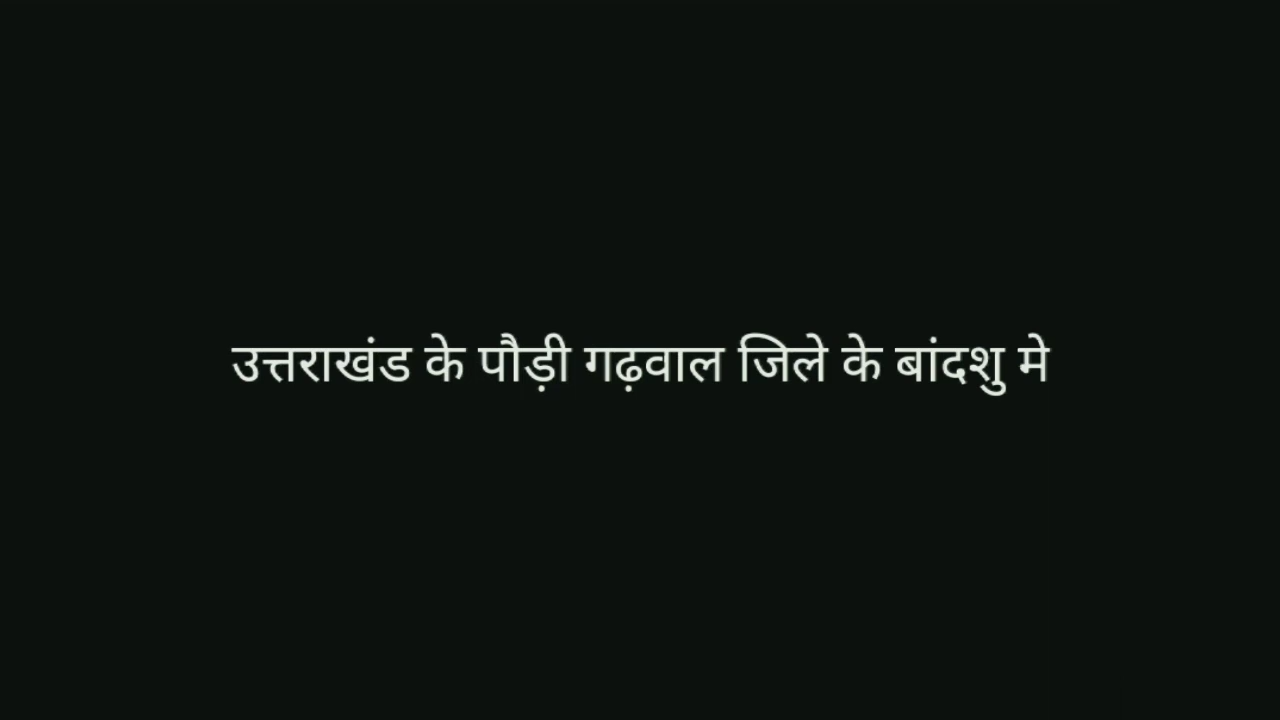 उत्तराखंड के पौड़ी गढ़वाल जिले के बांदशु मे